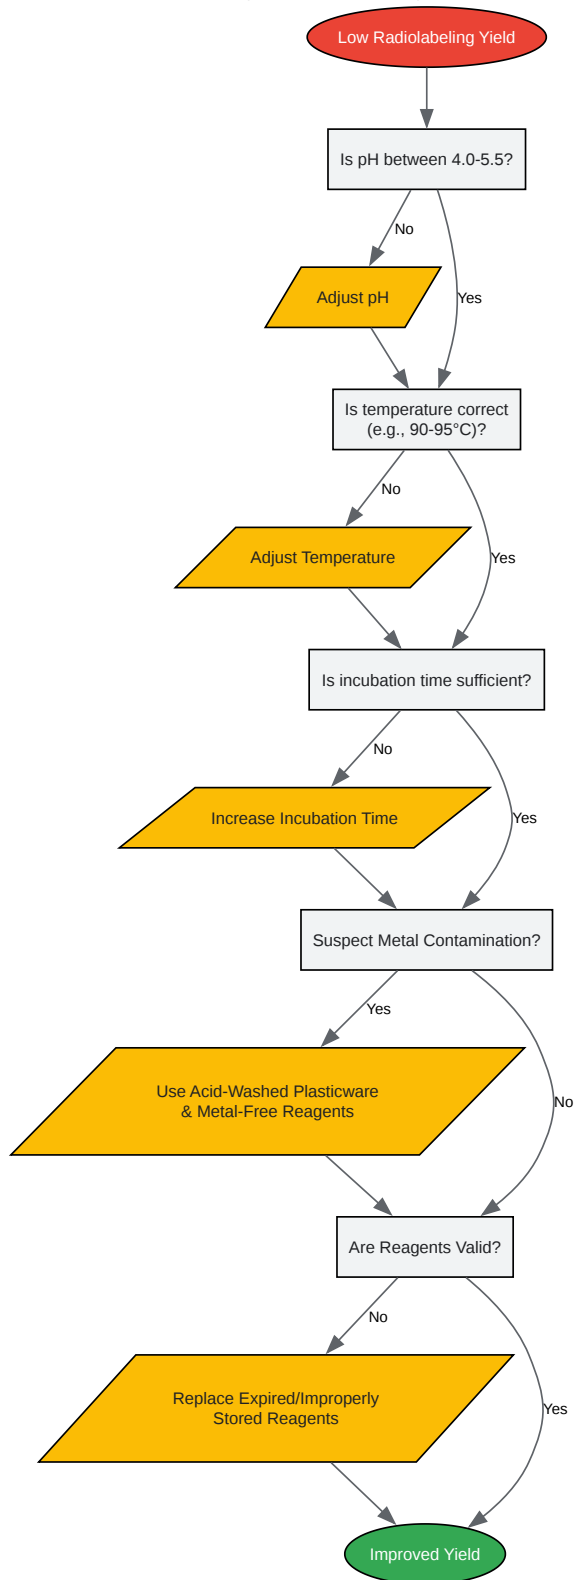 Low Radiolabeling Yield
Is pH between 4.0-5.5?
No
Adjust pH
Yes
Is temperature correct
(e.g., 90-95°C)?
No
Adjust Temperature
Yes
Is incubation time sufficient?
No
Increase Incubation Time
Yes
Suspect Metal Contamination?
Yes
Use Acid-Washed Plasticware
& Metal-Free Reagents
No
Are Reagents Valid?
No
Replace Expired/Improperly
Stored Reagents
Yes
Improved Yield